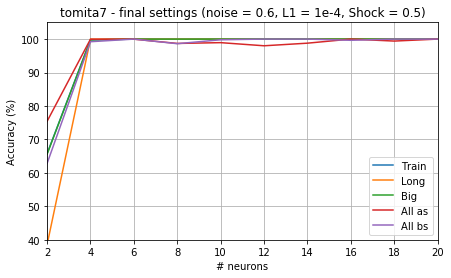 tomita7 - final settings (noise = 0.6, L1 = 1e-4, Shock = 0.5)
100
90
80
70
60
50
40
Accuracy (%)
Train
Long
Big
All as
All bs
2 4 6 8 10 12 14 16 18 20
# neurons